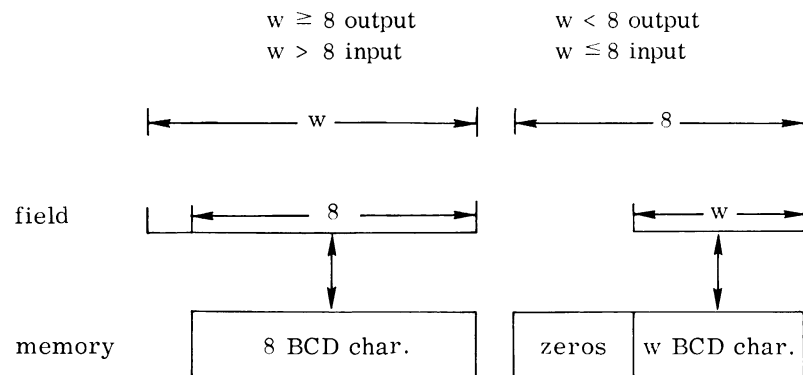 w ≧ 8 output w < 8 output
w > 8 input w ≦ 8 input
w 8
field 8 w
memory 8 BCD char. zeros w BCD char.